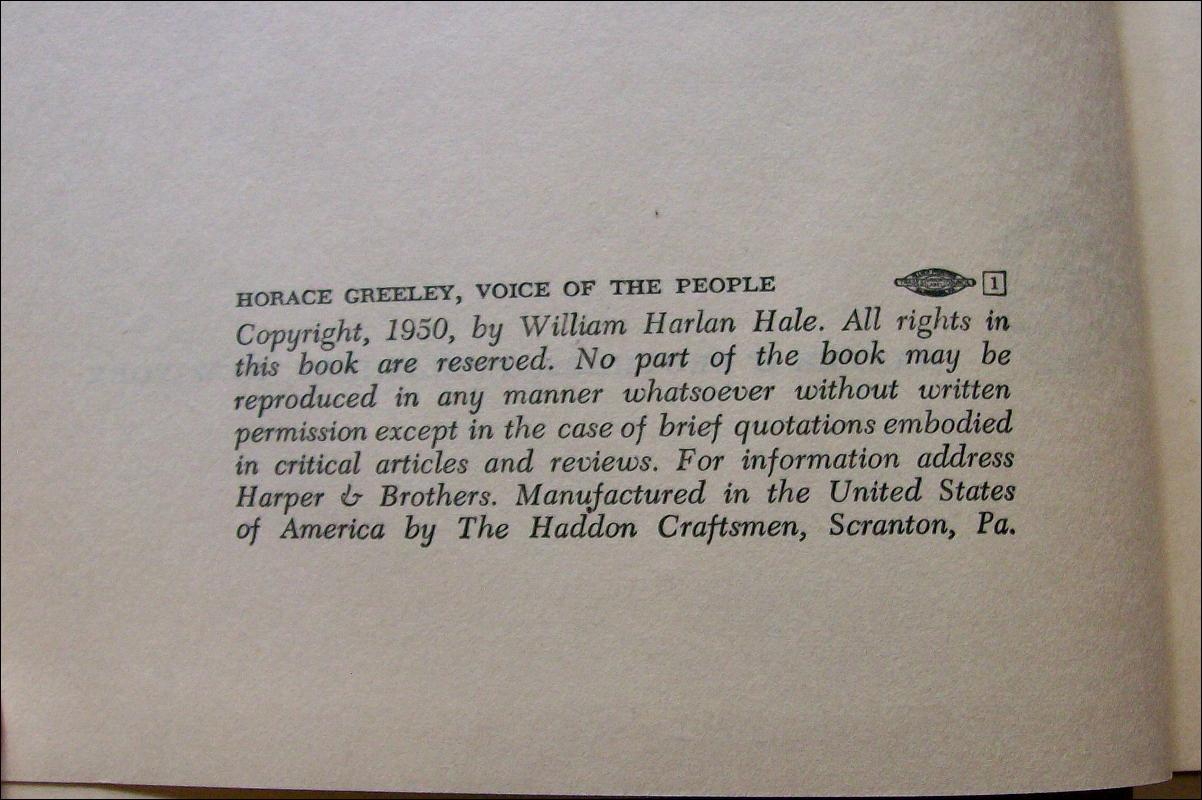 HORACE GREELEY, VOICE OF THE PEOPLE 1
Copyright, 1950, by William Harlan Hale. All rights in
this book are reserved. No part of the book may be
reproduced in any manner whatsoever without written
permission except in the case of brief quotations embodied
in critical articles and reviews. For information address
Harper & Brothers. Manufactured in the United States
of America by The Haddon Craftsmen, Scranton, Pa.